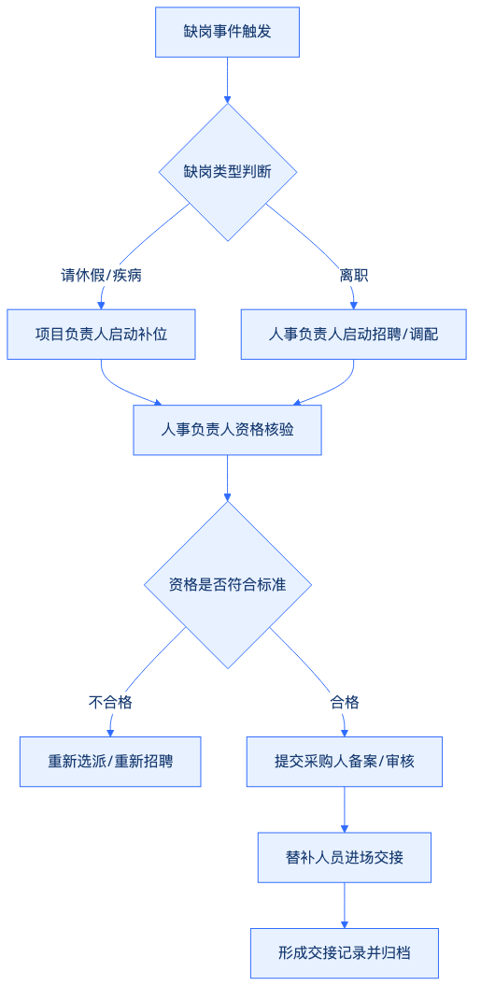 缺岗事件触发
缺岗类型判断
请休假/疾病
离职
项目负责人启动补位
人事负责人启动招聘/调配
人事负责人资格核验
资格是否符合标准
不合格
合格
重新选派/重新招聘
提交采购人备案/审核
替补人员进场交接
形成交接记录并归档